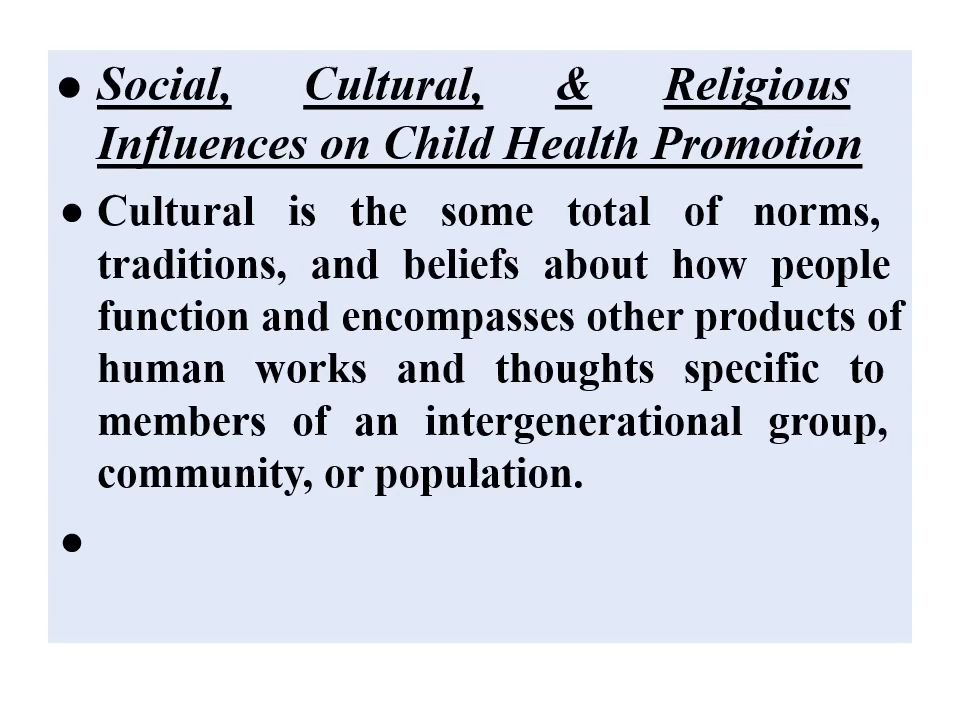 ● Social, Cultural, & Religious
Influences on Child Health Promotion
● Cultural is the some total of norms,
traditions, and beliefs about how people
function and encompasses other products of
human works and thoughts specific to
members of an intergenerational group,
community, or population.
●